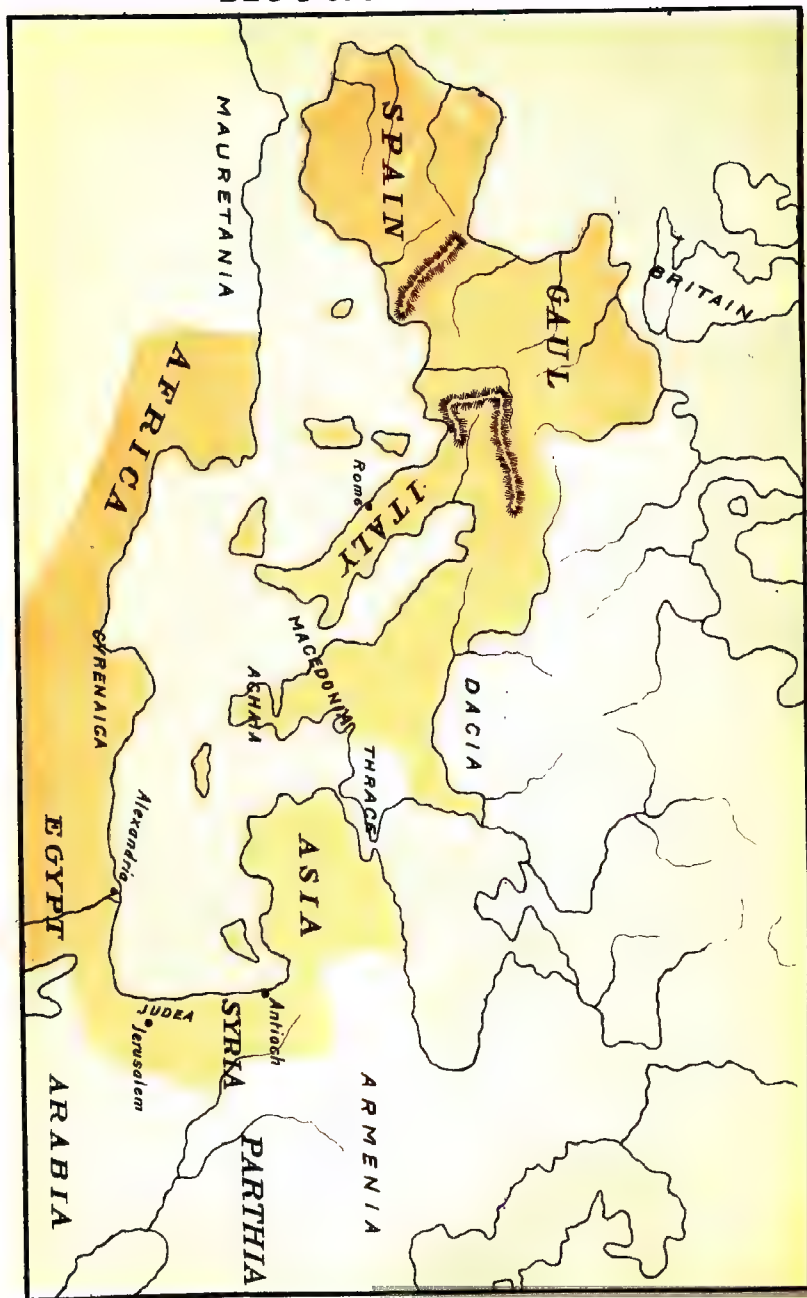 BRITAIN
GAUL
SPAIN
MAURETANIA
AFRICA
ITALY
Rome
DACIA
MACEDONIA
THRACE
ACHAIA
CYRENAICA
ASIA
Alexandria
EGYPT
Antioch
SYRIA
JUDEA
Jerusalem
ARMENIA
PARTHIA
ARABIA